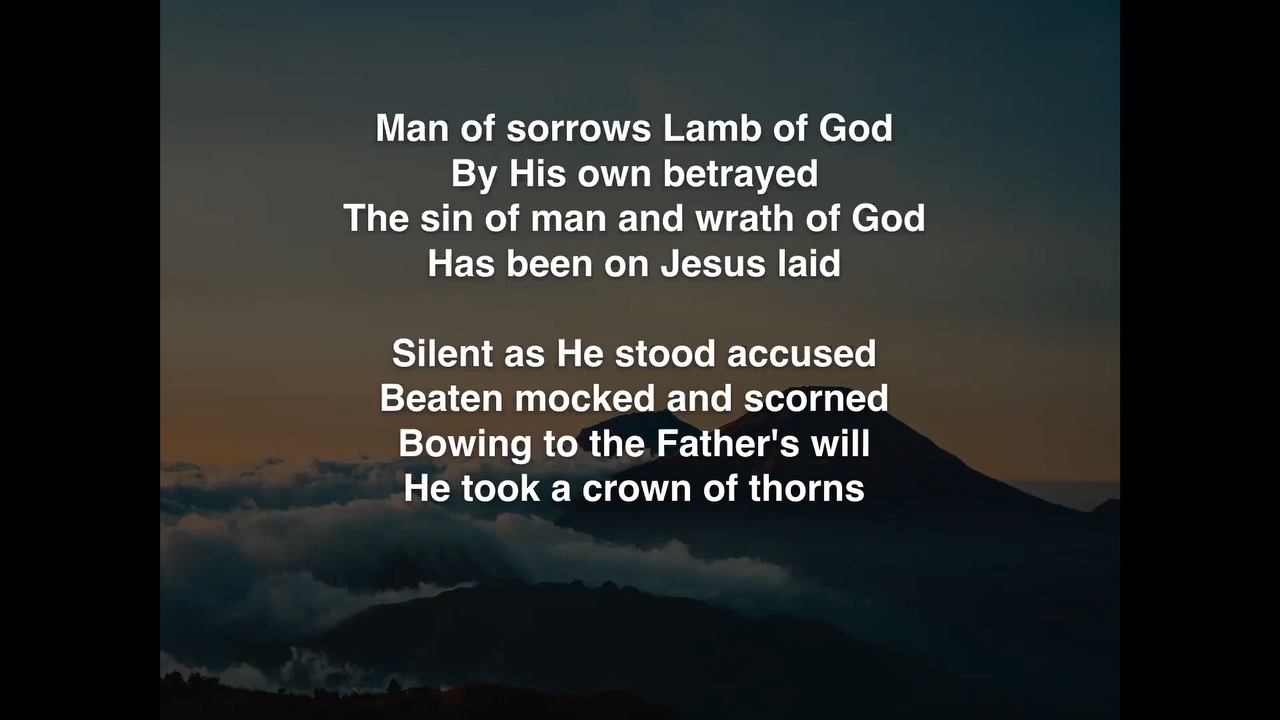 Man of sorrows Lamb of God
By His own betrayed
The sin of man and wrath of God
Has been on Jesus laid
Silent as He stood accused
Beaten mocked and scorned
Bowing to the Father's will
He took a crown of thorns